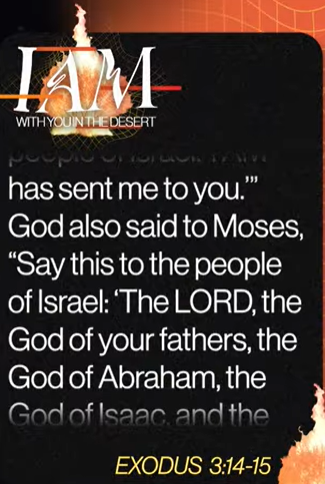 I AM
WITH YOU IN THE DESERT
people of Israel: 'I AM
has sent me to you.'”
God also said to Moses,
“Say this to the people
of Israel: ‘The LORD, the
God of your fathers, the
God of Abraham, the
God of Isaac, and the
EXODUS 3:14-15